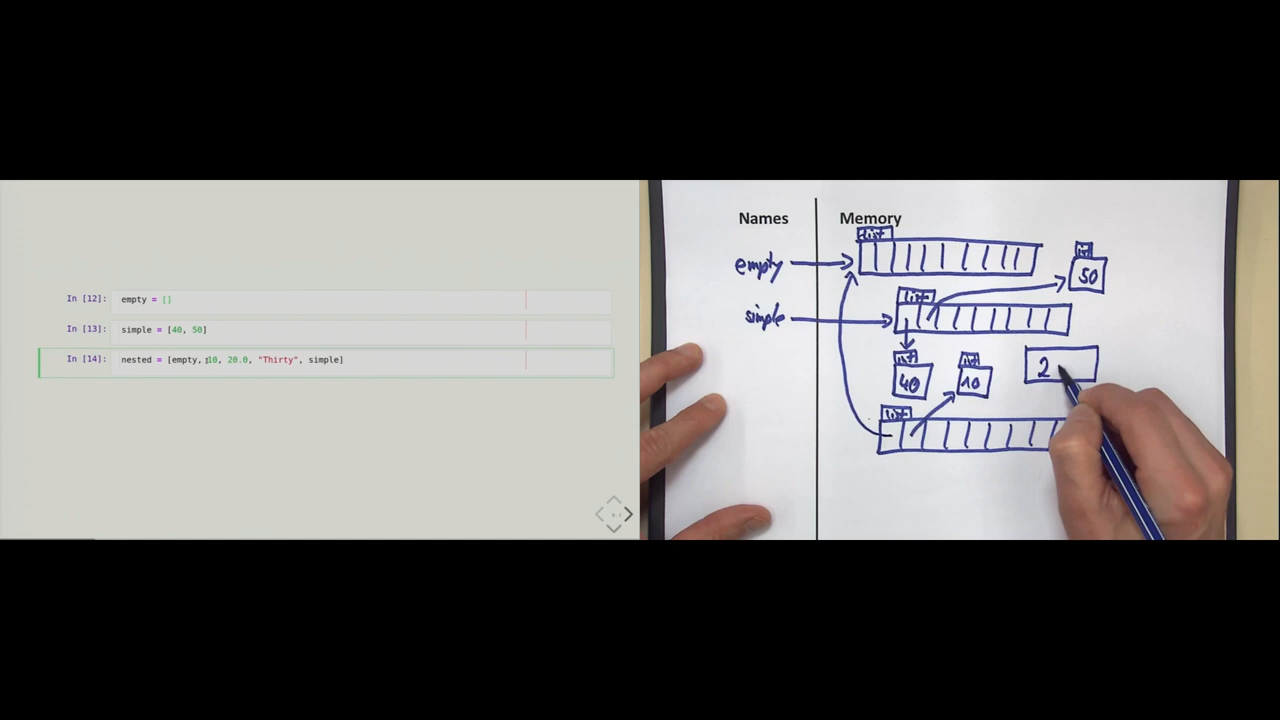 In [12]: empty = []
In [13]: simple = [40, 50]
In [14]: nested = [empty, 10, 20.0, "Thirty", simple]
Names Memory
list
empty
int
50
list
simple
int
int
40
10
2
list